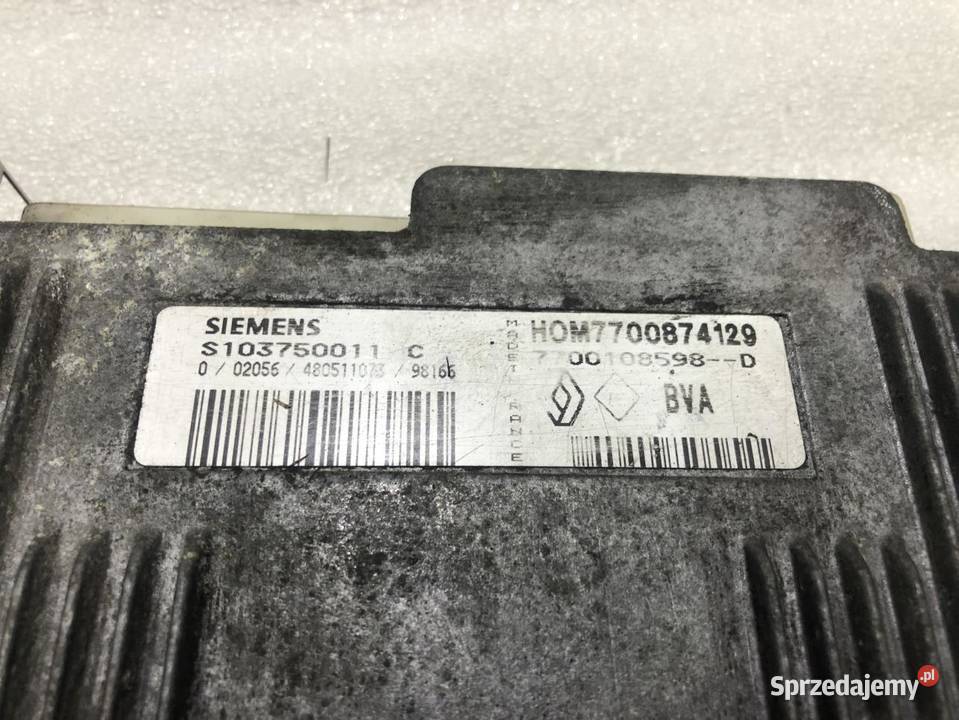 SIEMENS
S103750011 C
0 / 02056 / 480511073 / 98166
MADE IN FRANCE
HOM7700874129
7700108598--D
BVA
Sprzedajemy.pl